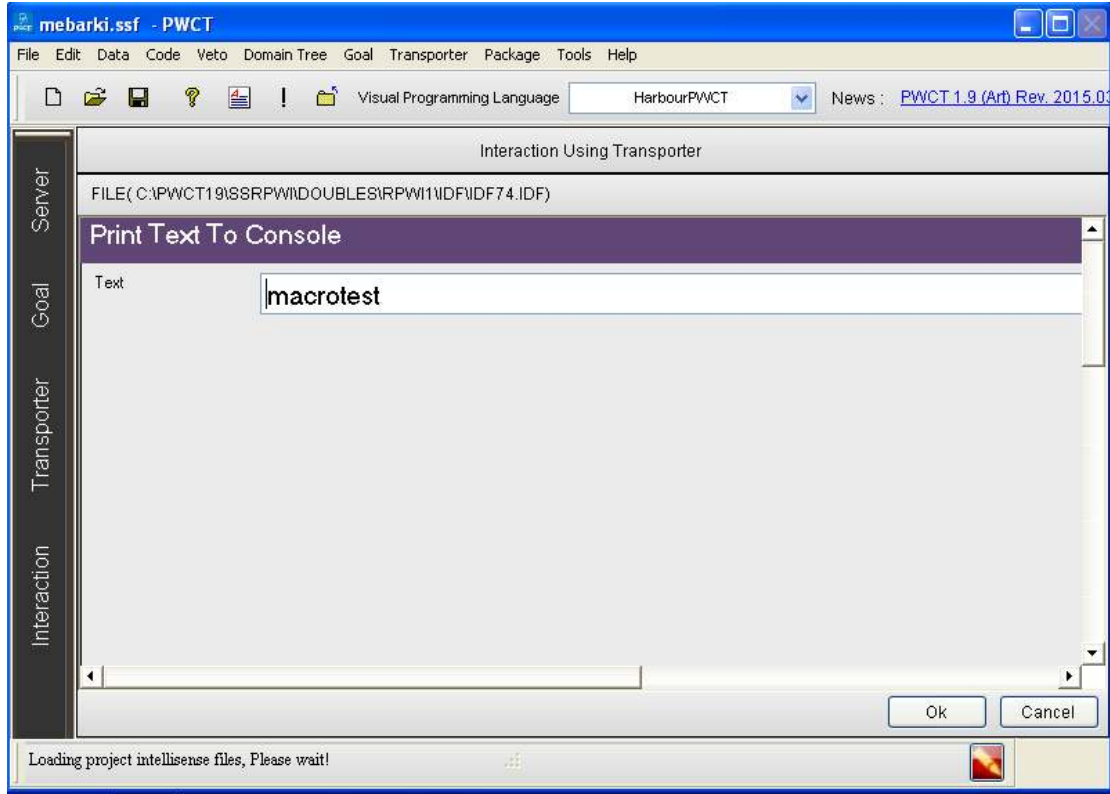 mebarki.ssf - PWCT
File Edit Data Code Veto Domain Tree Goal Transporter Package Tools Help
Visual Programming Language HarbourPWCT News : PWCT 1.9 (Art) Rev. 2015.03
Interaction Using Transporter
FILE( C:\PWCT19\SSRPWI\DOUBLES\RPWI1\IDF\IDF74.IDF)
Print Text To Console
Text macrotest
Server
Goal
Transporter
Interaction
Ok Cancel
Loading project intellisense files, Please wait!